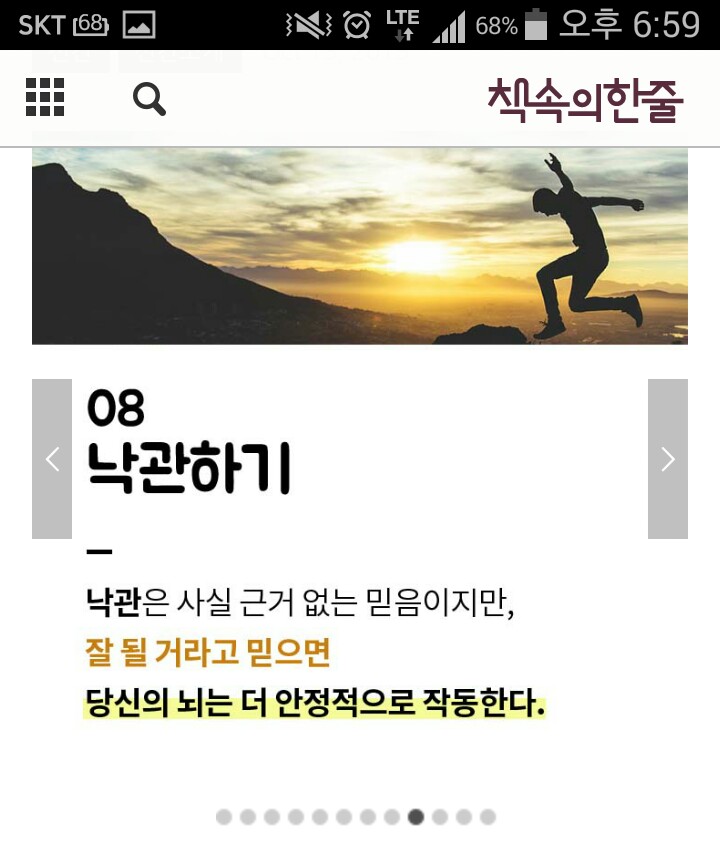 SKT 68 LTE 68% 오후 6:59
책속의한줄
08
낙관하기
낙관은 사실 근거 없는 믿음이지만,
잘 될 거라고 믿으면
당신의 뇌는 더 안정적으로 작동한다.